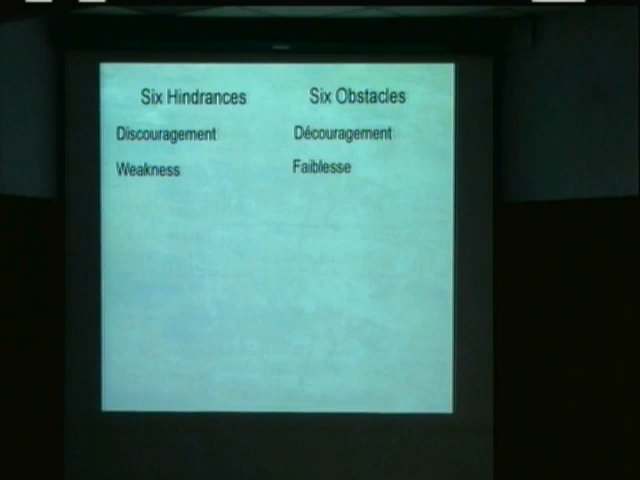 Six Hindrances Six Obstacles
Discouragement Découragement
Weakness Faiblesse